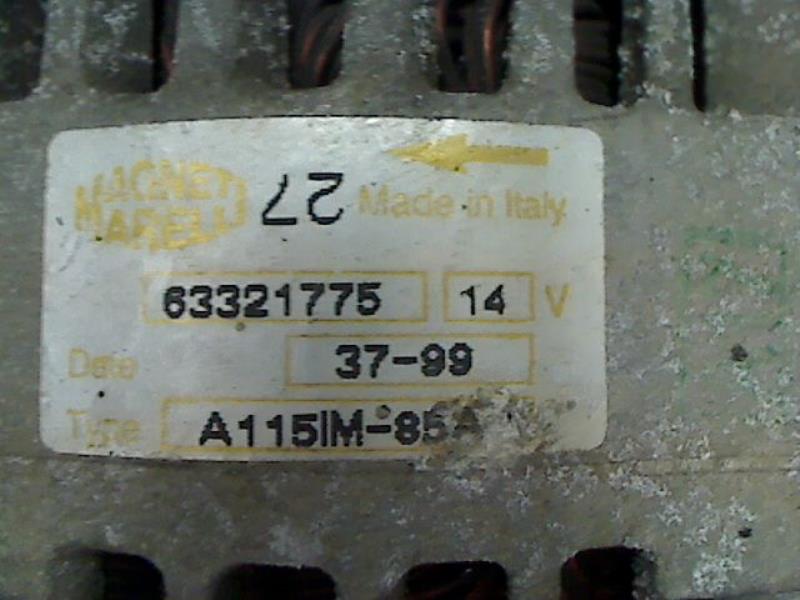 MAGNETI
MARELLI
27
Made in Italy
63321775 14 V
Date 37-99
Type A115IM-85A